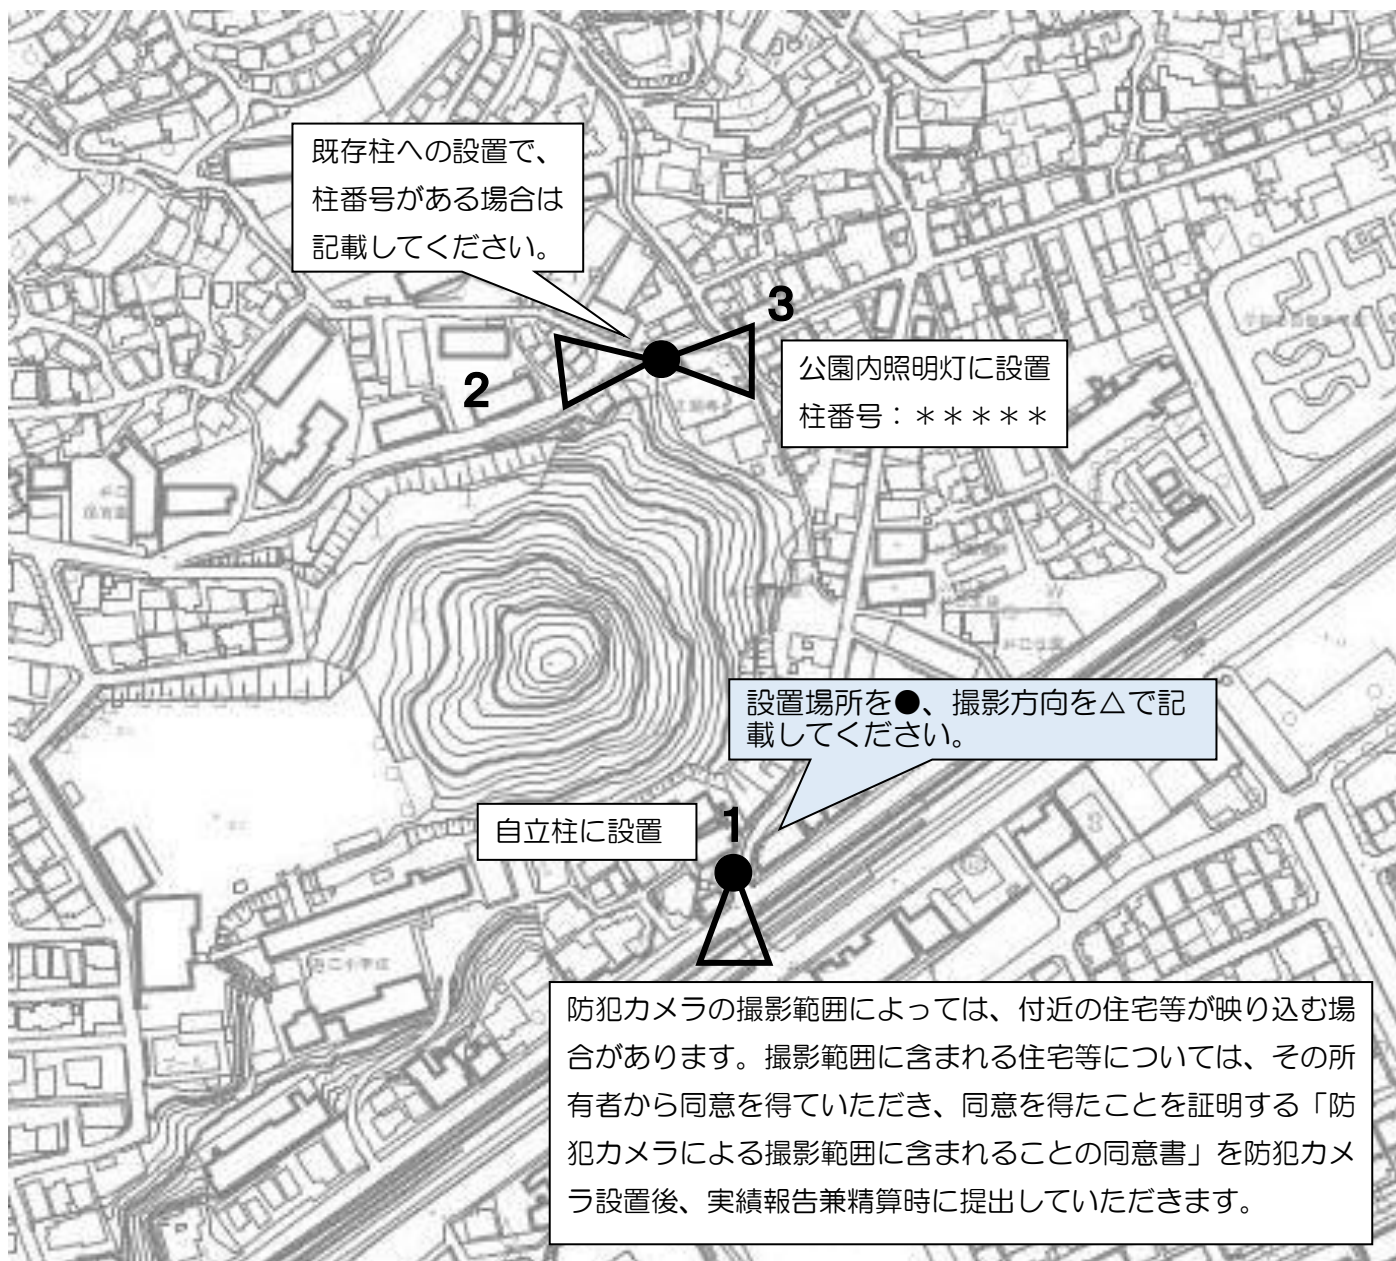 既存柱への設置で、
柱番号がある場合は
記載してください。
3
2
公園内照明灯に設置
柱番号：＊＊＊＊＊
設置場所を●、撮影方向を△で記
載してください。
自立柱に設置
1
防犯カメラの撮影範囲によっては、付近の住宅等が映り込む場
合があります。撮影範囲に含まれる住宅等については、その所
有者から同意を得ていただき、同意を得たことを証明する「防
犯カメラによる撮影範囲に含まれることの同意書」を防犯カメ
ラ設置後、実績報告兼精算時に提出していただきます。